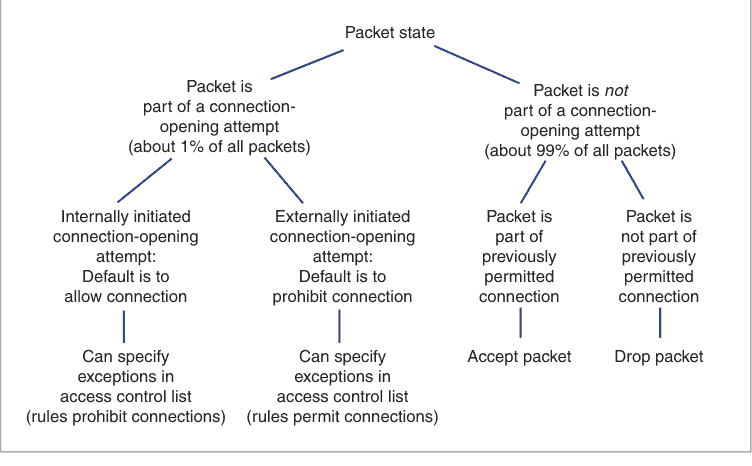 Packet state
Packet is
part of a connection-
opening attempt
(about 1% of all packets)
Packet is not
part of a connection-
opening attempt
(about 99% of all packets)
Internally initiated
connection-opening
attempt:
Default is to
allow connection
Externally initiated
connection-opening
attempt:
Default is to
prohibit connection
Packet is
part of
previously
permitted
connection
Packet is
not part of
previously
permitted
connection
Can specify
exceptions in
access control list
(rules prohibit connections)
Can specify
exceptions in
access control list
(rules permit connections)
Accept packet
Drop packet